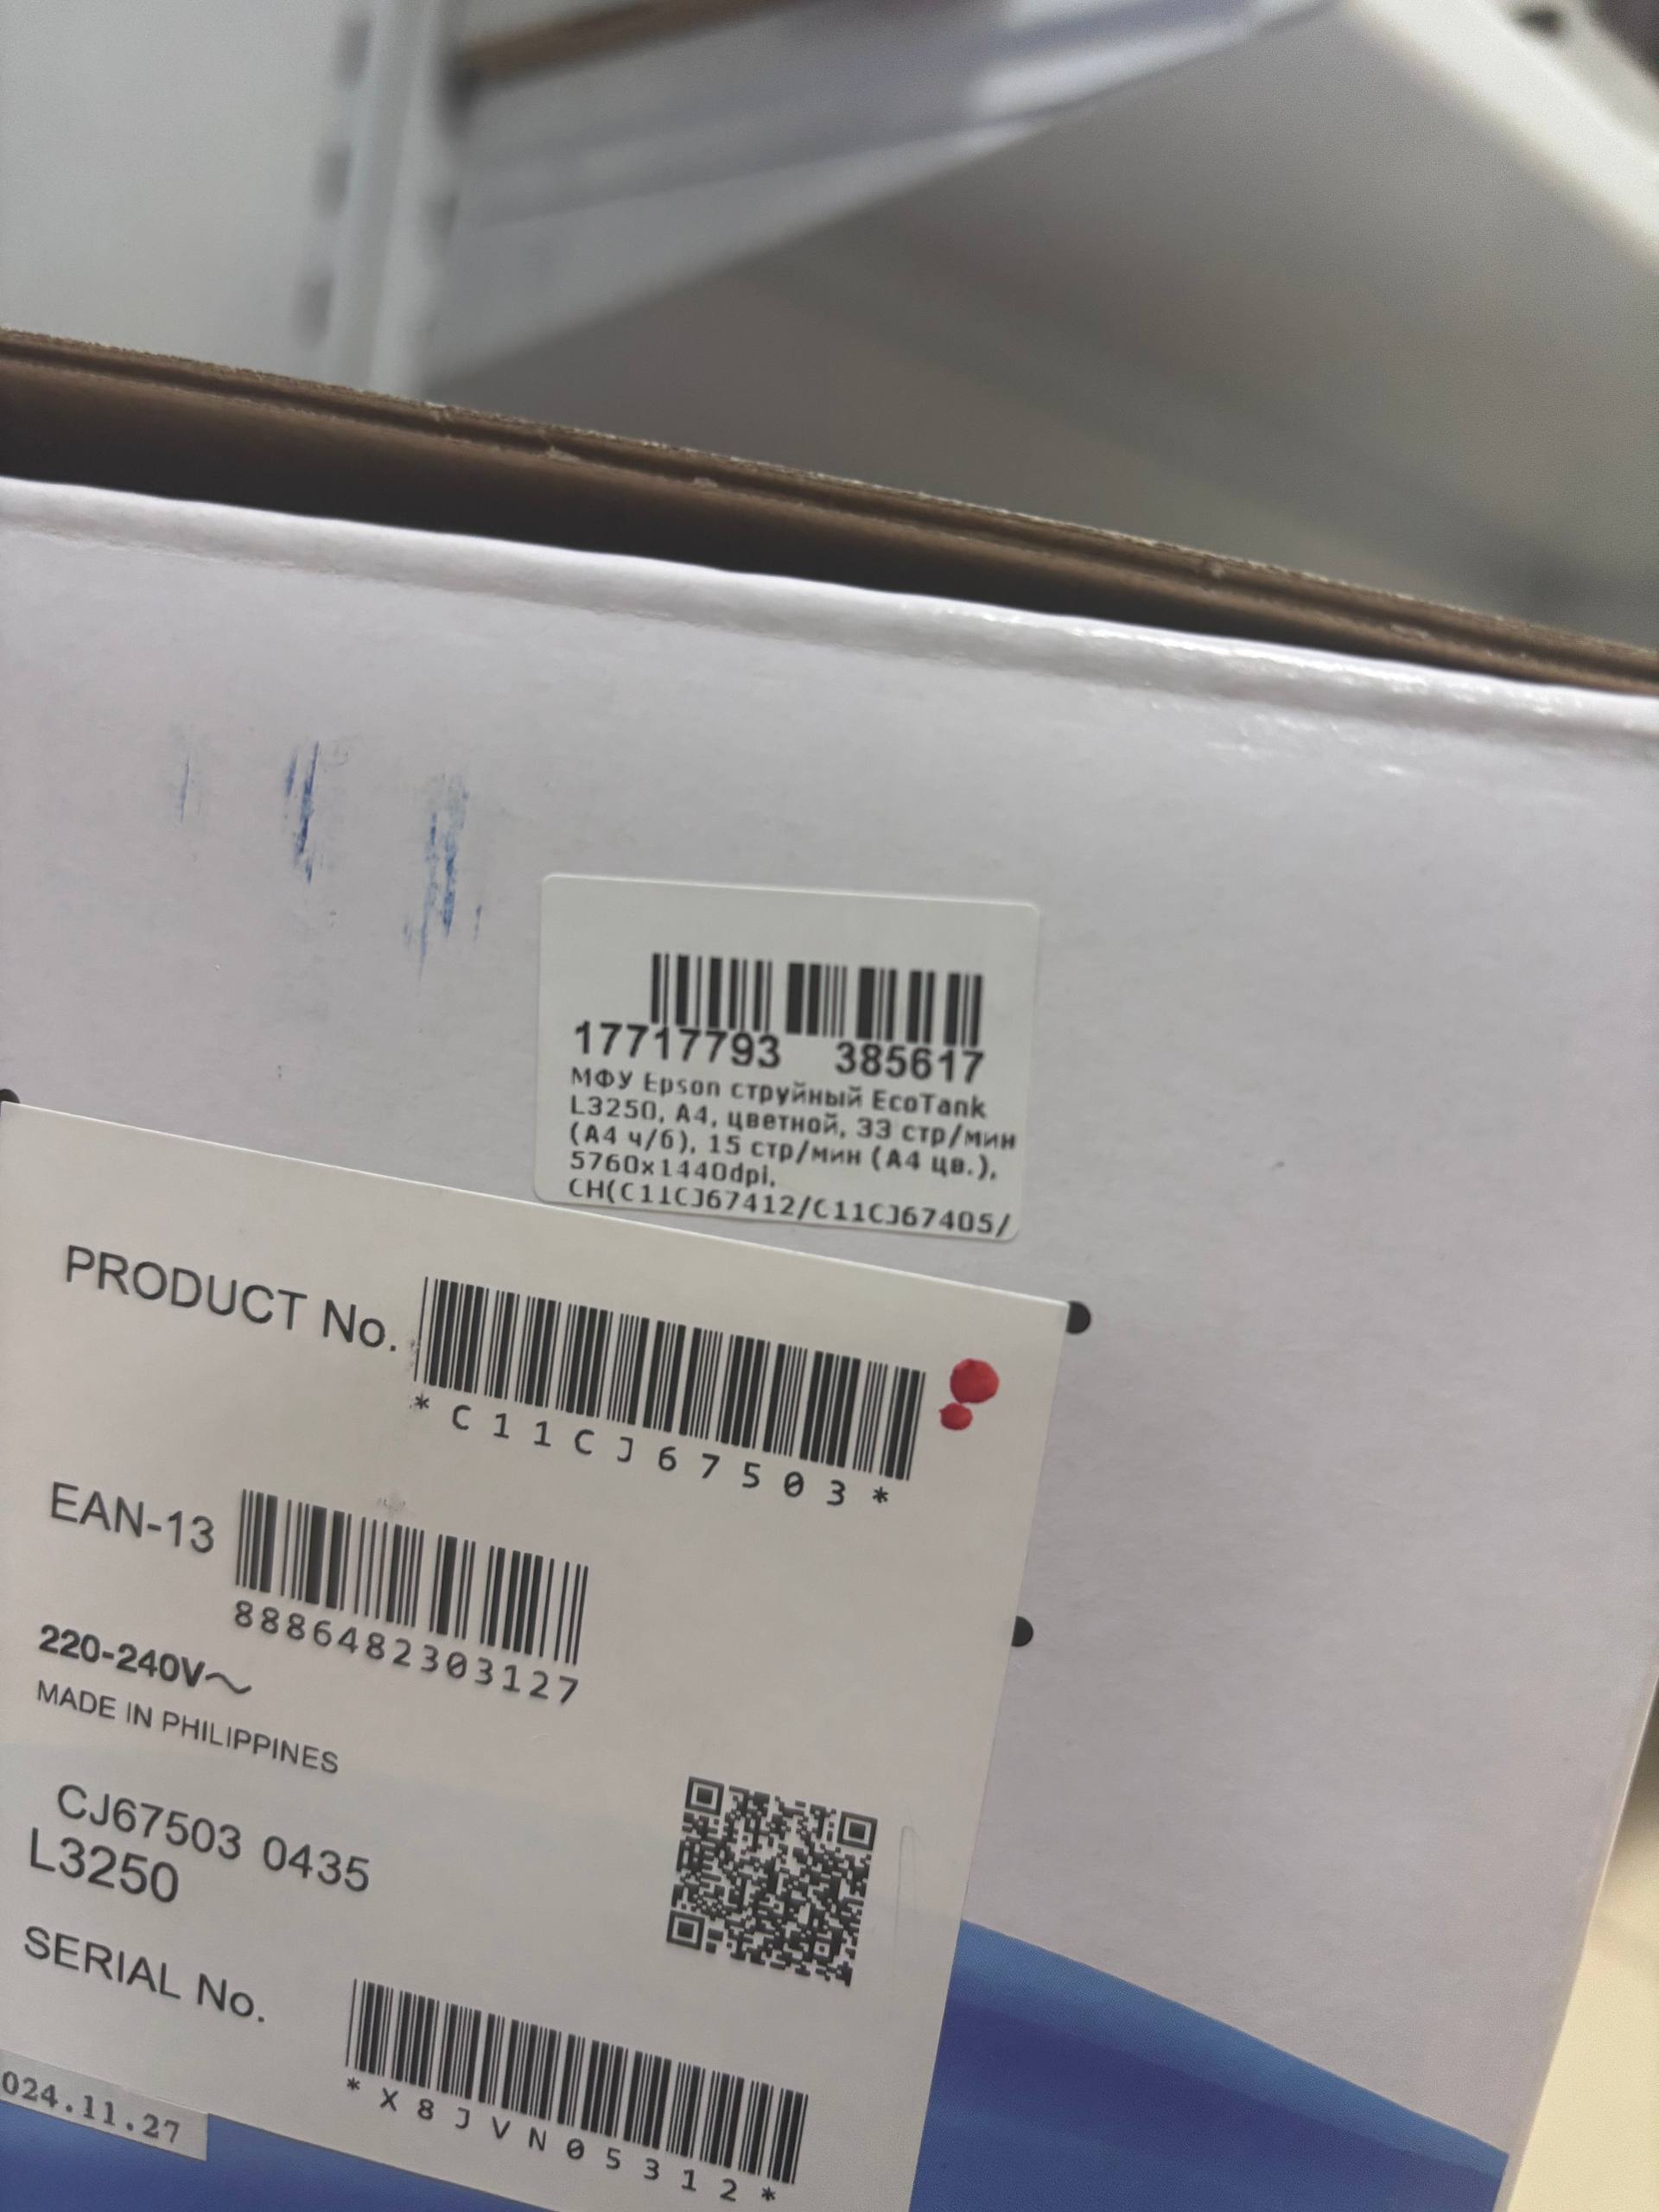 17717793 385617
МФУ Epson струйный EcoTank
L3250, A4, цветной, 33 стр/мин
(A4 ч/б), 15 стр/мин (A4 цв.),
5760x1440dpi,
CH(C11CJ67412/C11CJ67405/
PRODUCT No.
*C11CJ67503*
EAN-13
8886482303127
220-240V～
MADE IN PHILIPPINES
CJ67503 0435
L3250
SERIAL No.
*X8JVN05312*
024.11.27